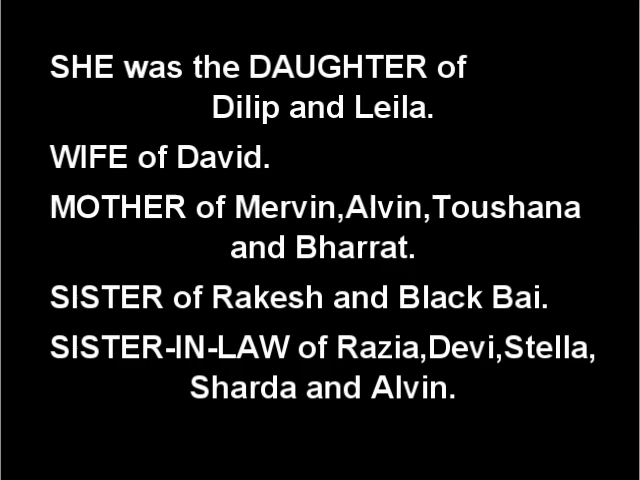 SHE was the DAUGHTER of
Dilip and Leila.
WIFE of David.
MOTHER of Mervin,Alvin,Toushana
and Bharrat.
SISTER of Rakesh and Black Bai.
SISTER-IN-LAW of Razia,Devi,Stella,
Sharda and Alvin.